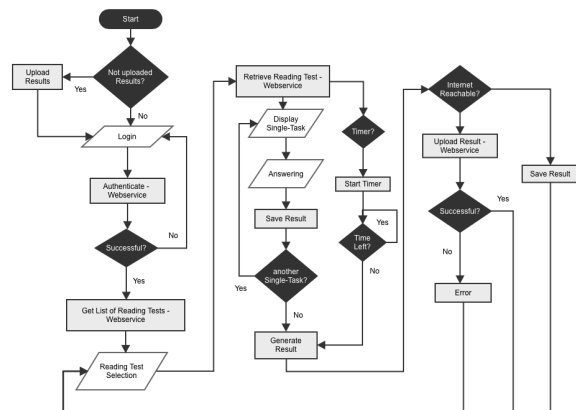 Start
Not uploaded
Results?
Upload
Results
Yes
No
Login
Authenticate -
Webservice
Successful?
No
Yes
Get List of Reading Tests -
Webservice
Reading Test
Selection
Retrieve Reading Test -
Webservice
Display
Single-Task
Timer?
Answering
Start Timer
Save Result
Yes
Time
Left?
another
Single-Task?
Yes
No
No
Generate
Result
Internet
Reachable?
Upload Result -
Webservice
Save Result
Successful?
Yes
No
Error